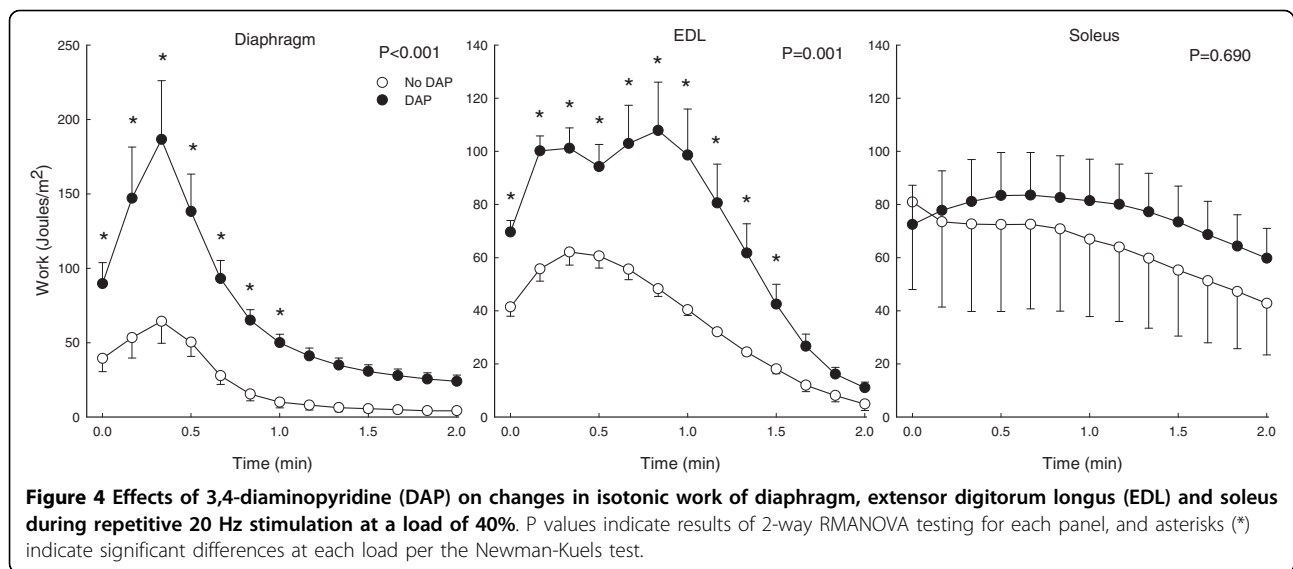 Diaphragm
P<0.001
No DAP
DAP
Work (Joules/m²)
250
200
150
100
50
0
* * * * * * *
0.0 0.5 1.0 1.5 2.0
Time (min)
EDL
P=0.001
140
120
100
80
60
40
20
0
* * * * * * * * * *
0.0 0.5 1.0 1.5 2.0
Time (min)
Soleus
P=0.690
140
120
100
80
60
40
20
0
0.0 0.5 1.0 1.5 2.0
Time (min)
Figure 4 Effects of 3,4-diaminopyridine (DAP) on changes in isotonic work of diaphragm, extensor digitorum longus (EDL) and soleus
during repetitive 20 Hz stimulation at a load of 40%. P values indicate results of 2-way RMANOVA testing for each panel, and asterisks (*)
indicate significant differences at each load per the Newman-Kuels test.